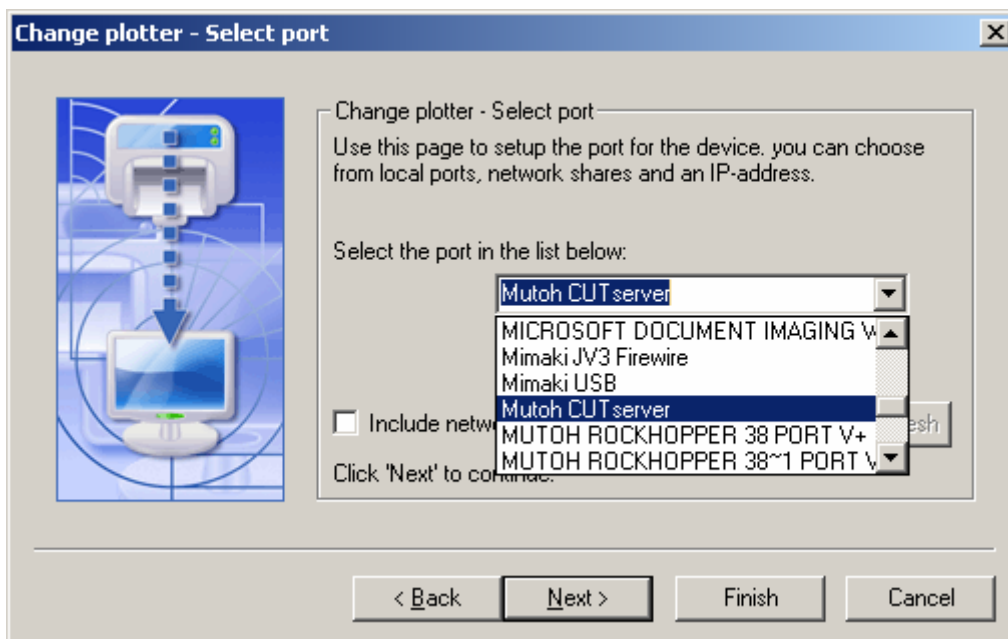 Change plotter - Select port
Change plotter - Select port
Use this page to setup the port for the device. you can choose
from local ports, network shares and an IP-address.
Select the port in the list below:
Mutoh CUTserver
MICROSOFT DOCUMENT IMAGING
Mimaki JV3 Firewire
Mimaki USB
Mutoh CUTserver
Include
MUTOH ROCKHOPPER 38 PORT V+
MUTOH ROCKHOPPER 38~1 PORT
Click 'Next' to continue.
< Back
Next >
Finish
Cancel